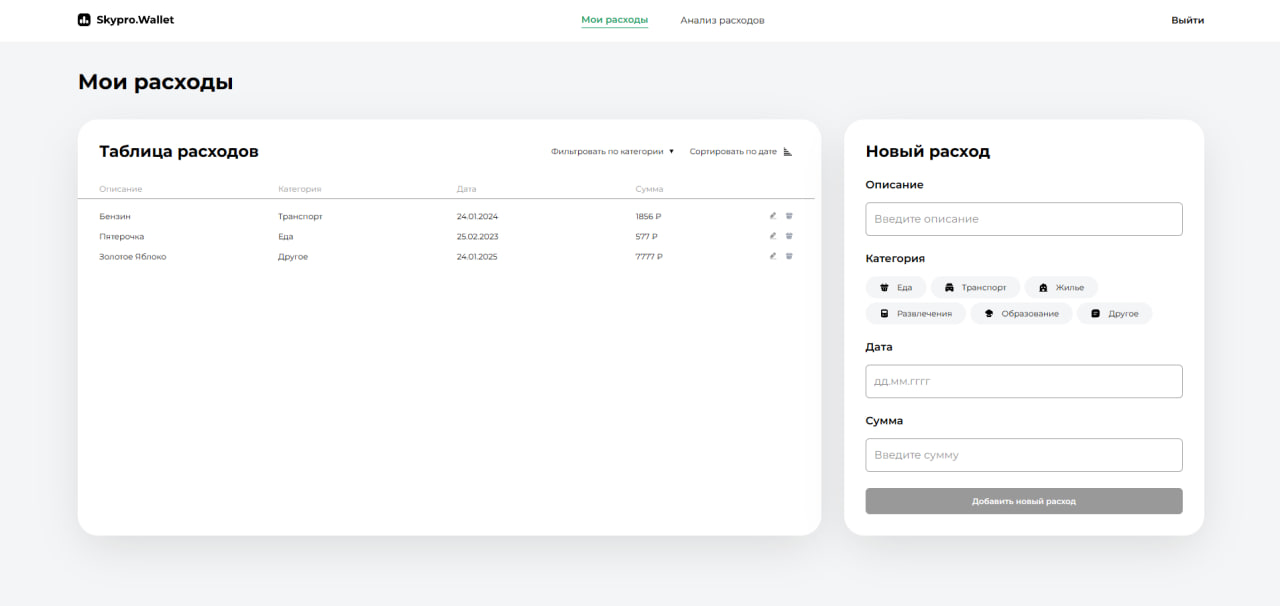 Skypro.Wallet
Мои расходы
Анализ расходов
Выйти
Мои расходы
Таблица расходов
Фильтровать по категории
Сортировать по дате
Описание Категория Дата Сумма
Бензин Транспорт 24.01.2024 1856 ₽
Пятерочка Еда 25.02.2023 577 ₽
Золотое Яблоко Другое 24.01.2025 7777 ₽
Новый расход
Описание
Введите описание
Категория
Еда Транспорт Жилье
Развлечения Образование Другое
Дата
дд.мм.гггг
Сумма
Введите сумму
Добавить новый расход